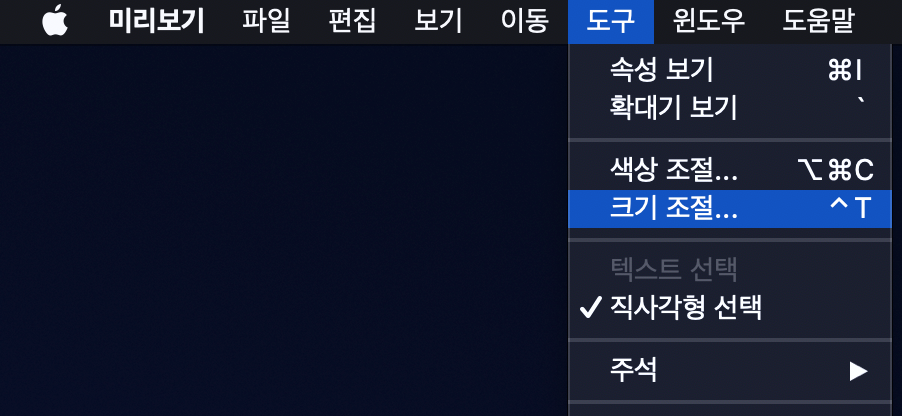 미리보기 파일 편집 보기 이동 도구 윈도우 도움말
속성 보기 ⌘I
확대기 보기 `
색상 조절... ⌥⌘C
크기 조절... ^T
텍스트 선택
✓ 직사각형 선택
주석 ▶